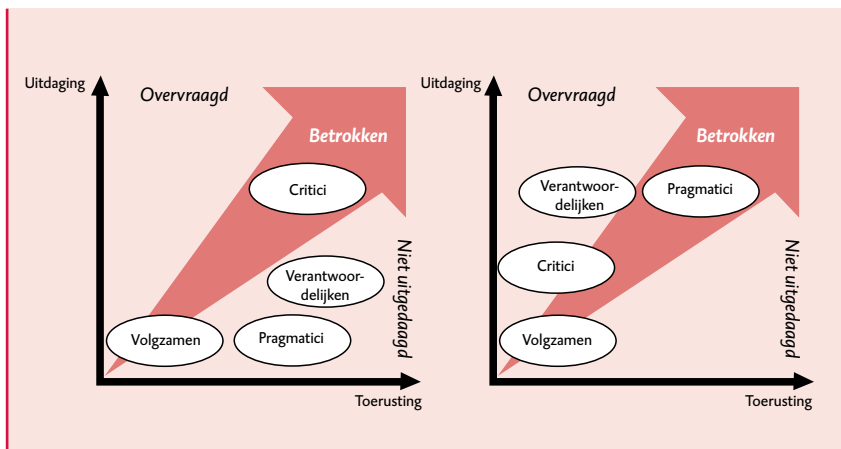 Uitdaging
Overvraagd
Betrokken
Critici
Verantwoor-
delijken
Volgzamen
Pragmatici
Niet uitgedaagd
Toerusting
Uitdaging
Overvraagd
Betrokken
Verantwoor-
delijken
Pragmatici
Critici
Volgzamen
Niet uitgedaagd
Toerusting